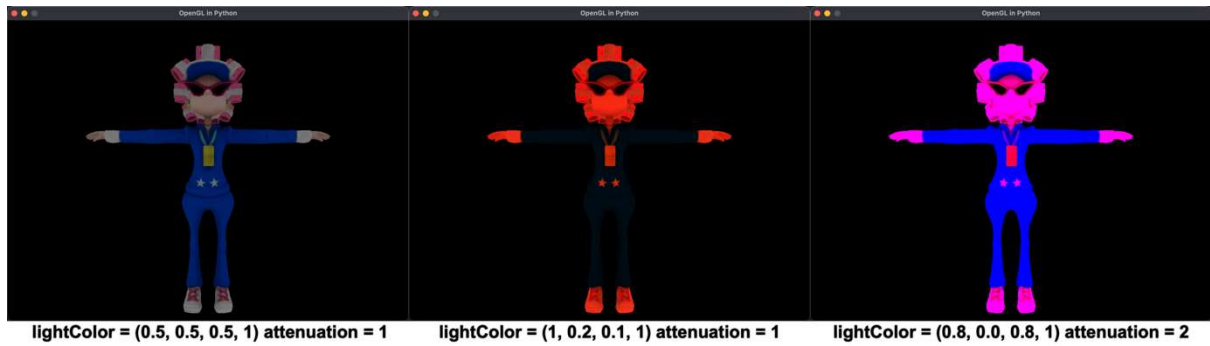 OpenGL in Python
OpenGL in Python
OpenGL in Python
lightColor = (0.5, 0.5, 0.5, 1) attenuation = 1
lightColor = (1, 0.2, 0.1, 1) attenuation = 1
lightColor = (0.8, 0.0, 0.8, 1) attenuation = 2